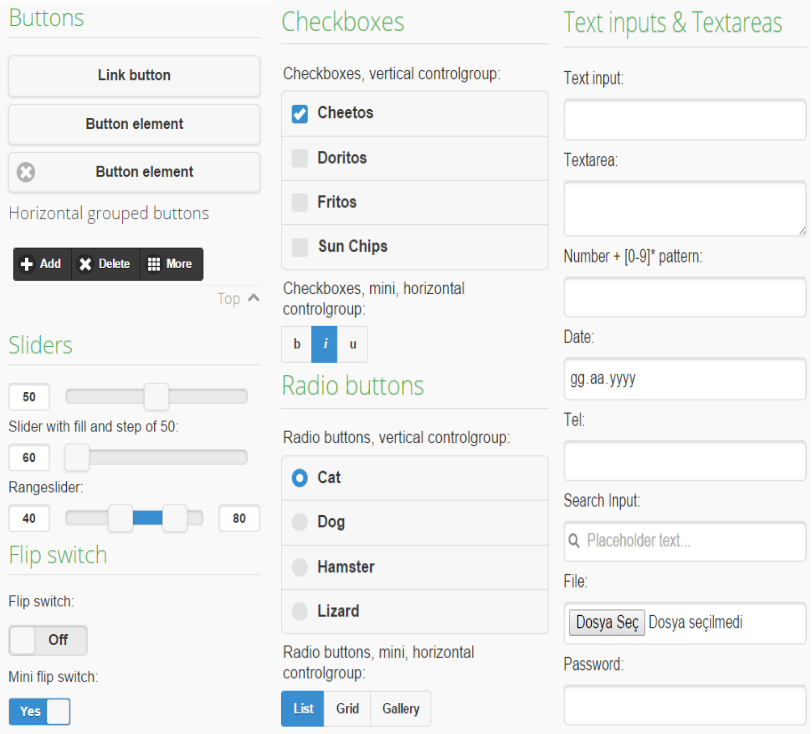 Buttons
Link button
Button element
Button element
Horizontal grouped buttons
Add Delete More
Top
Sliders
50
Slider with fill and step of 50:
60
Rangeslider:
40 80
Flip switch
Flip switch:
Off
Mini flip switch:
Yes
Checkboxes
Checkboxes, vertical controlgroup:
Cheetos
Doritos
Fritos
Sun Chips
Checkboxes, mini, horizontal
controlgroup:
b i u
Radio buttons
Radio buttons, vertical controlgroup:
Cat
Dog
Hamster
Lizard
Radio buttons, mini, horizontal
controlgroup:
List Grid Gallery
Text inputs & Textareas
Text input:
Textarea:
Number + [0-9]* pattern:
Date:
gg.aa.yyyy
Tel:
Search Input:
Placeholder text...
File:
Dosya Seç Dosya seçilmedi
Password: